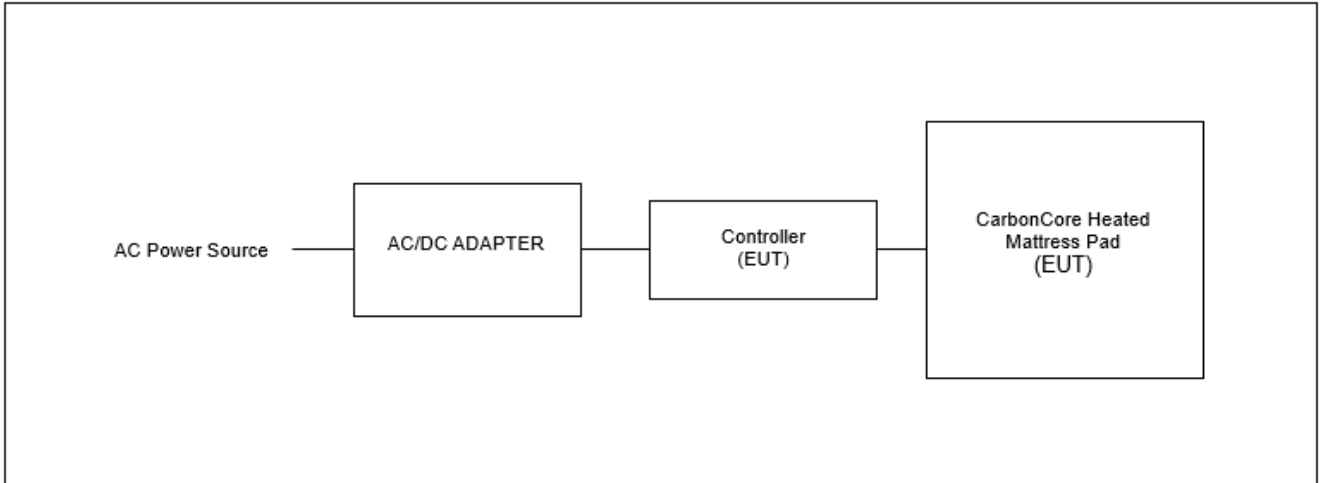 AC Power Source
AC/DC ADAPTER
Controller
(EUT)
CarbonCore Heated
Mattress Pad
(EUT)